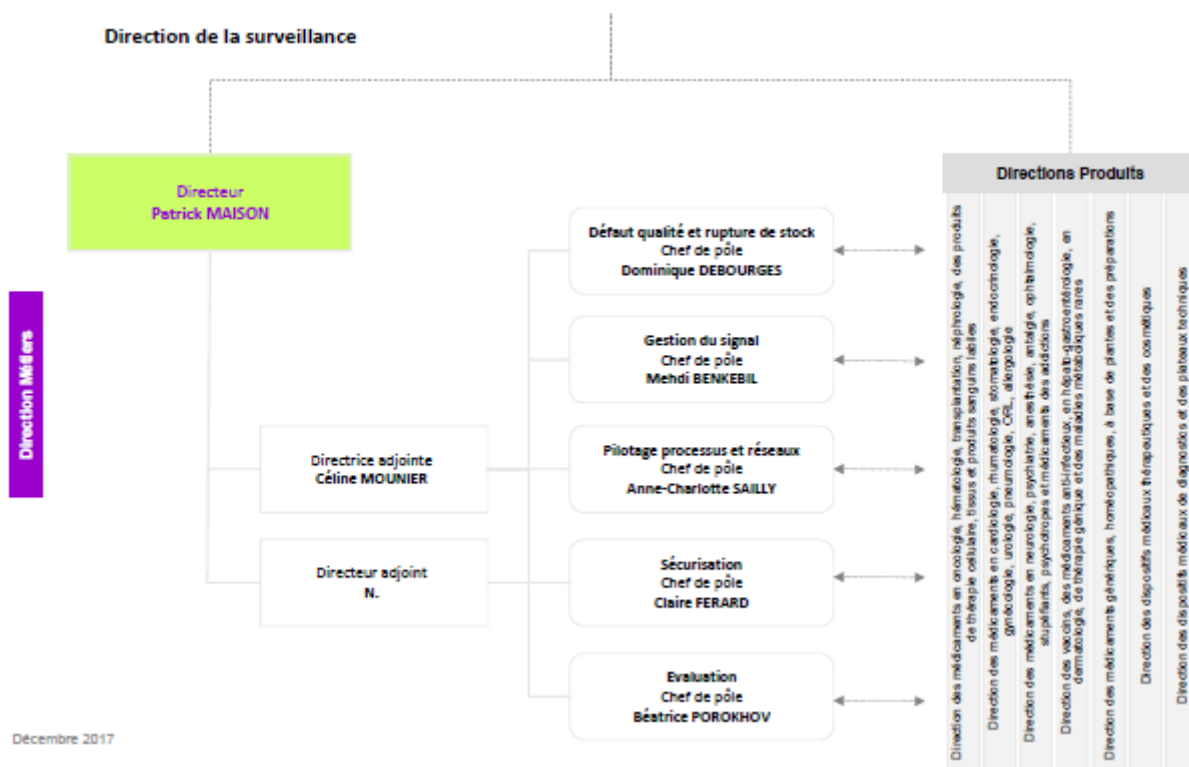 Direction de la surveillance
Directeur
Patrick MAISON
Direction Métiers
Directrice adjointe
Céline MOUNIER
Directeur adjoint
N.
Défaut qualité et rupture de stock
Chef de pôle
Dominique DEBOURGES
Gestion du signal
Chef de pôle
Mehdi BENKEBIL
Pilotage processus et réseaux
Chef de pôle
Anne-Charlotte SAILLY
Sécurisation
Chef de pôle
Claire FERARD
Evaluation
Chef de pôle
Béatrice POROKHOV
Directions Produits
Direction des médicaments en oncologie, hématologie, transplantation, néphrologie, des produits
de thérapie cellulaire, tissus et produits sanguins labiles
Direction des médicaments en cardiologie, rhumatologie, stomatologie, endocrinologie,
gynécologie, urologie, pneumologie, ORL, allergologie
Direction des médicaments en neurologie, psychiatrie, anesthésie, antalgie, ophtalmologie,
stupéfiants, psychotropes et médicaments des addictions
Direction des vaccins, des médicaments anti-infectieux, en hépato-gastroentérologie, en
dermatologie, de thérapie génique et des maladies métaboliques rares
Direction des médicaments génériques, homéopathiques, à base de plantes et des préparations
Direction des dispositifs médicaux thérapeutiques et des cosmétiques
Direction des dispositifs médicaux de diagnostics et des plateaux techniques
Décembre 2017